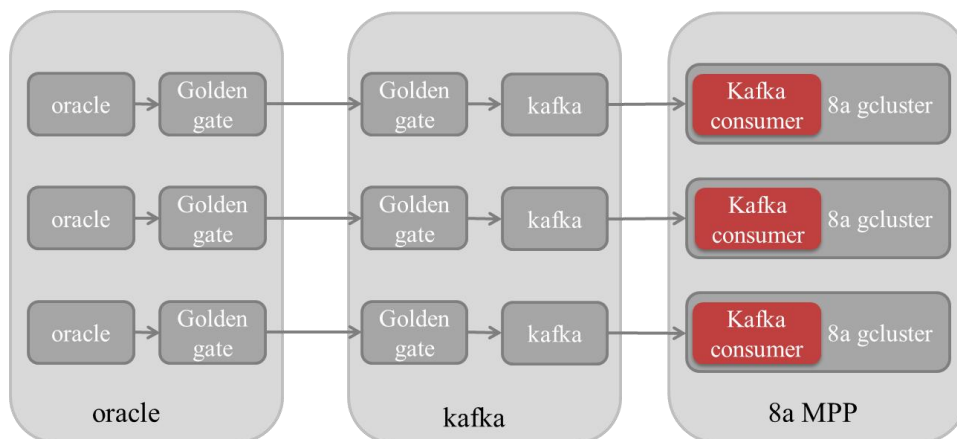 oracle
Golden
gate
Golden
gate
kafka
Kafka
consumer
8a gcluster
oracle
Golden
gate
Golden
gate
kafka
Kafka
consumer
8a gcluster
oracle
Golden
gate
Golden
gate
kafka
Kafka
consumer
8a gcluster
oracle
kafka
8a MPP